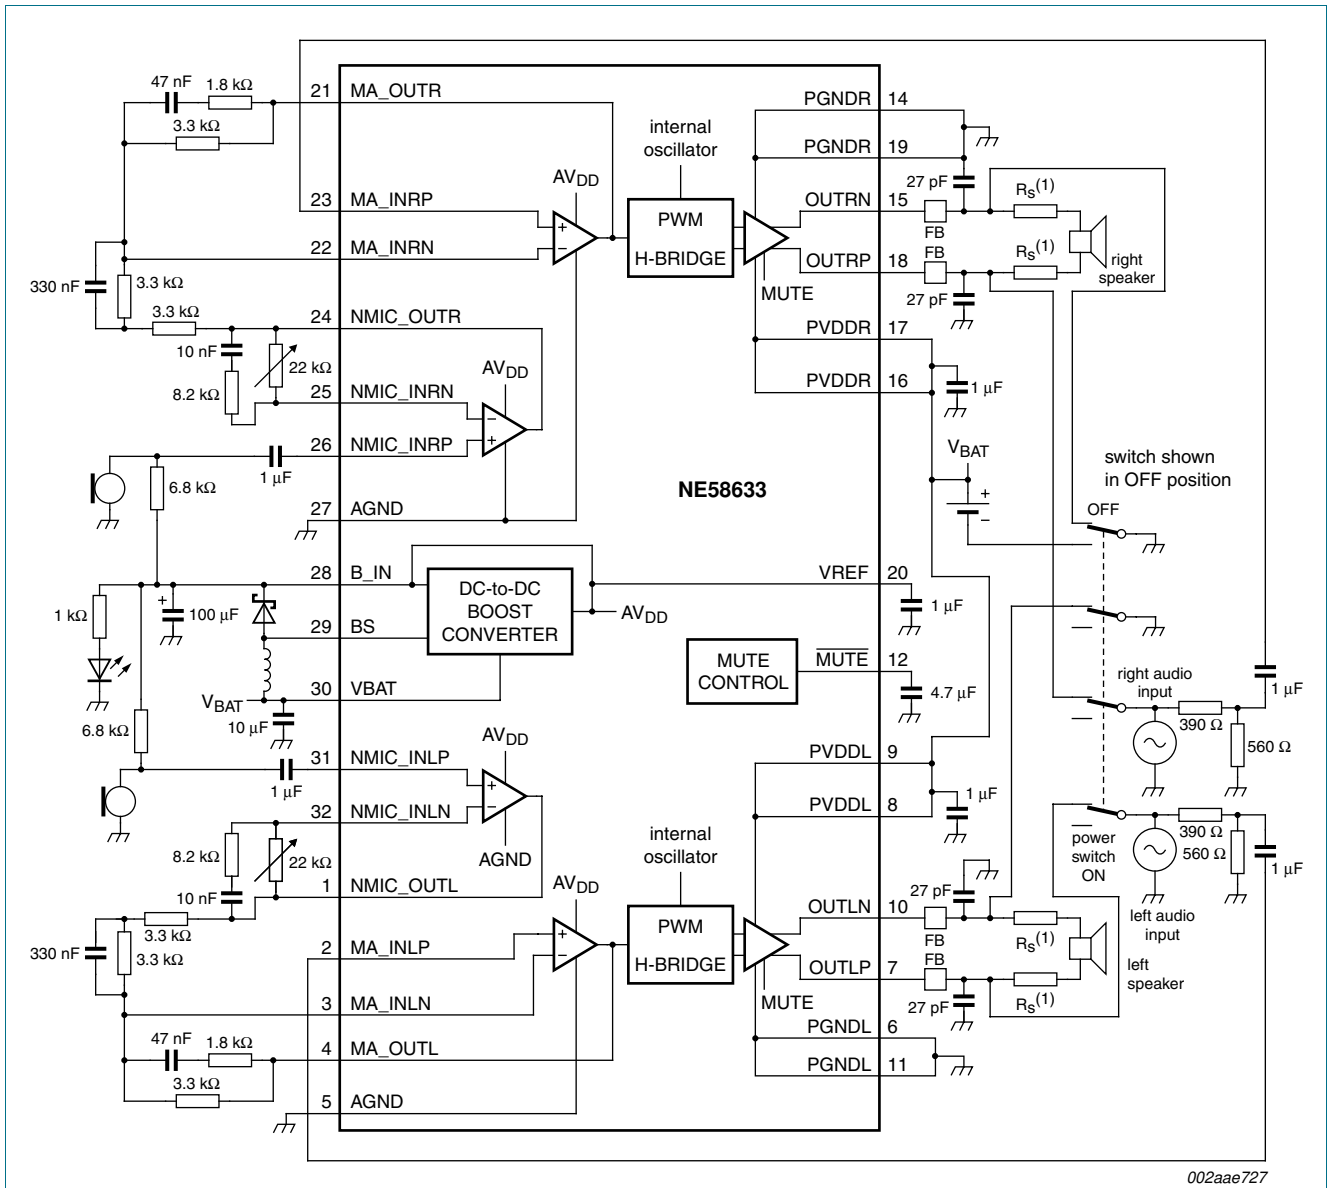 47 nF
1.8 kΩ
3.3 kΩ
21 MA_OUTR
23 MA_INRP
22 MA_INRN
330 nF
3.3 kΩ
3.3 kΩ
24 NMIC_OUTR
10 nF
22 kΩ
8.2 kΩ
25 NMIC_INRN
26 NMIC_INRP
1 μF
6.8 kΩ
27 AGND
28 B_IN
1 kΩ
100 μF
+
29 BS
30 VBAT
VBAT
10 μF
6.8 kΩ
31 NMIC_INLP
1 μF
32 NMIC_INLN
8.2 kΩ
22 kΩ
10 nF
1 NMIC_OUTL
3.3 kΩ
330 nF
3.3 kΩ
2 MA_INLP
3 MA_INLN
47 nF
1.8 kΩ
4 MA_OUTL
3.3 kΩ
5 AGND
AVDD
+
−
AVDD
−
+
internal
oscillator
PWM
H-BRIDGE
MUTE
NE58633
DC-to-DC
BOOST
CONVERTER
AVDD
MUTE
CONTROL
AVDD
+
−
AGND
AVDD
+
−
internal
oscillator
PWM
H-BRIDGE
MUTE
PGNDR 14
PGNDR 19
27 pF
OUTRN 15
FB
RS(1)
FB
RS(1)
OUTRP 18
27 pF
right
speaker
PVDDR 17
PVDDR 16
1 μF
VBAT
+
−
switch shown
in OFF position
OFF
VREF 20
1 μF
MUTE 12
4.7 μF
right audio
input
390 Ω
560 Ω
1 μF
PVDDL 9
PVDDL 8
1 μF
power
switch
ON
390 Ω
560 Ω
1 μF
left audio
input
27 pF
OUTLN 10
FB
RS(1)
FB
OUTLP 7
27 pF
RS(1)
left
speaker
PGNDL 6
PGNDL 11
002aae727